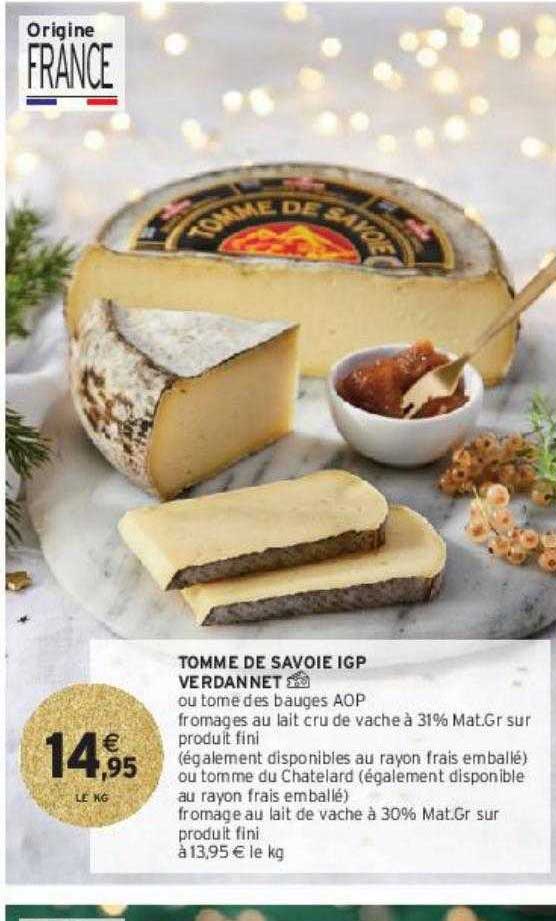 Origine
FRANCE
TOMME DE SAVOIE
TOMME DE SAVOIE IGP
VERDANNET
ou tome des bauges AOP
fromages au lait cru de vache à 31% Mat.Gr sur
produit fini
(également disponibles au rayon frais emballé)
ou tomme du Chatelard (également disponible
au rayon frais emballé)
fromage au lait de vache à 30% Mat.Gr sur
produit fini
à 13,95 € le kg
14€,95
LE KG